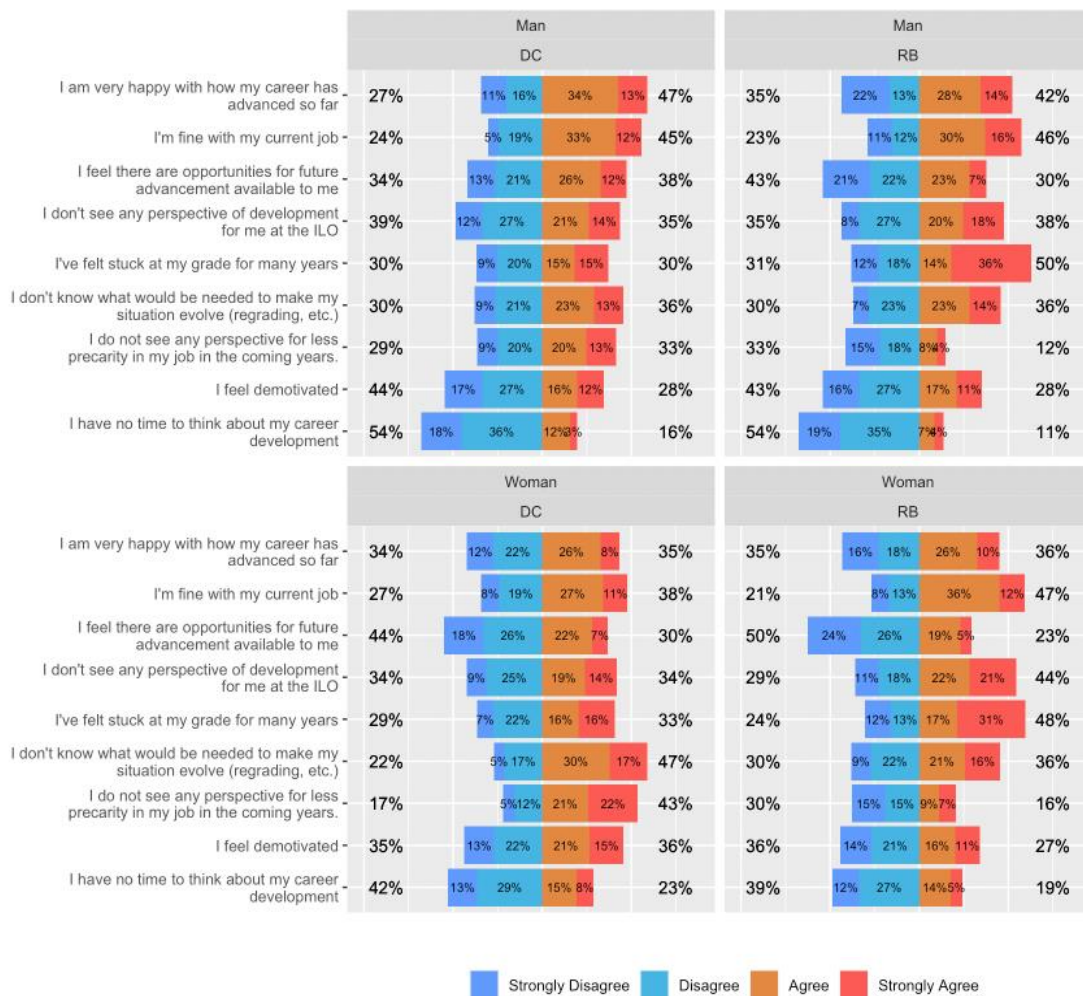 Man Man
DC RB
I am very happy with how my career has
advanced so far
27% 11% 16% 34% 13% 47% 35% 22% 13% 28% 14% 42%
I'm fine with my current job 24% 5% 19% 33% 12% 45% 23% 11% 12% 30% 16% 46%
I feel there are opportunities for future
advancement available to me
34% 13% 21% 26% 12% 38% 43% 21% 22% 23% 7% 30%
I don't see any perspective of development
for me at the ILO
39% 12% 27% 21% 14% 35% 35% 8% 27% 20% 18% 38%
I've felt stuck at my grade for many years 30% 9% 20% 15% 15% 30% 31% 12% 18% 14% 36% 50%
I don't know what would be needed to make my
situation evolve (regrading, etc.)
30% 9% 21% 23% 13% 36% 30% 7% 23% 23% 14% 36%
I do not see any perspective for less
precarity in my job in the coming years.
29% 9% 20% 20% 13% 33% 33% 15% 18% 8% 4% 12%
I feel demotivated 44% 17% 27% 16% 12% 28% 43% 16% 27% 17% 11% 28%
I have no time to think about my career
development
54% 18% 36% 12% 3% 16% 54% 19% 35% 7% 4% 11%
Woman Woman
DC RB
I am very happy with how my career has
advanced so far
34% 12% 22% 26% 8% 35% 35% 16% 18% 26% 10% 36%
I'm fine with my current job 27% 8% 19% 27% 11% 38% 21% 8% 13% 36% 12% 47%
I feel there are opportunities for future
advancement available to me
44% 18% 26% 22% 7% 30% 50% 24% 26% 19% 5% 23%
I don't see any perspective of development
for me at the ILO
34% 9% 25% 19% 14% 34% 29% 11% 18% 22% 21% 44%
I've felt stuck at my grade for many years 29% 7% 22% 16% 16% 33% 24% 12% 13% 17% 31% 48%
I don't know what would be needed to make my
situation evolve (regrading, etc.)
22% 5% 17% 30% 17% 47% 30% 9% 22% 21% 16% 36%
I do not see any perspective for less
precarity in my job in the coming years.
17% 5% 12% 21% 22% 43% 30% 15% 15% 9% 7% 16%
I feel demotivated 35% 13% 22% 21% 15% 36% 36% 14% 21% 16% 11% 27%
I have no time to think about my career
development
42% 13% 29% 15% 8% 23% 39% 12% 27% 14% 5% 19%
Strongly Disagree Disagree Agree Strongly Agree